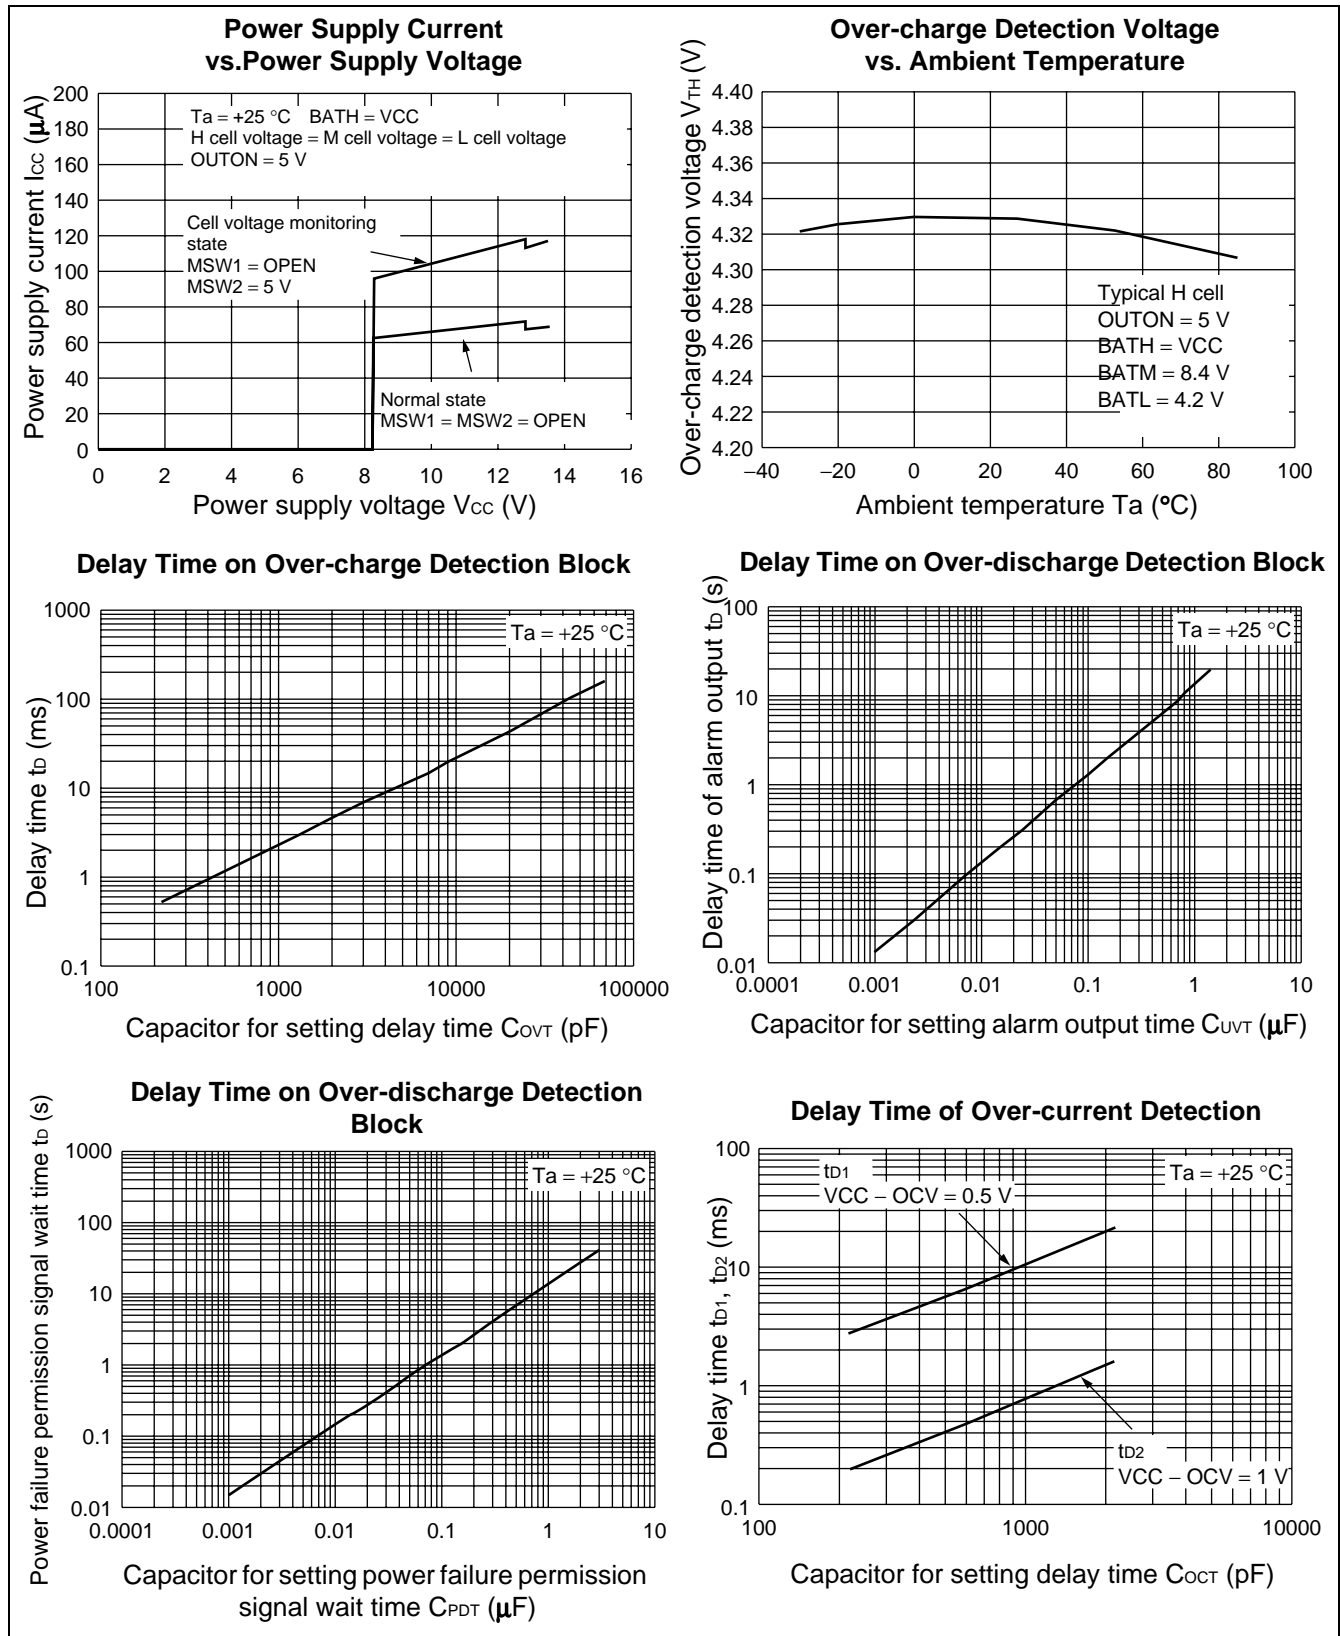 Power Supply Current
vs.Power Supply Voltage
Power supply current ICC (μA)
200
180
160
140
120
100
80
60
40
20
0
Ta = +25 °C BATH = VCC
H cell voltage = M cell voltage = L cell voltage
OUTON = 5 V
Cell voltage monitoring
state
MSW1 = OPEN
MSW2 = 5 V
Normal state
MSW1 = MSW2 = OPEN
0 2 4 6 8 10 12 14 16
Power supply voltage VCC (V)
Over-charge Detection Voltage
vs. Ambient Temperature
Over-charge detection voltage VTH (V)
4.40
4.38
4.36
4.34
4.32
4.30
4.28
4.26
4.24
4.22
4.20
Typical H cell
OUTON = 5 V
BATH = VCC
BATM = 8.4 V
BATL = 4.2 V
−40 −20 0 20 40 60 80 100
Ambient temperature Ta (°C)
Delay Time on Over-charge Detection Block
Delay time tD (ms)
1000
100
10
1
0.1
Ta = +25 °C
100 1000 10000 100000
Capacitor for setting delay time COVT (pF)
Delay Time on Over-discharge Detection Block
Delay time of alarm output tD (s)
100
10
1
0.1
0.01
Ta = +25 °C
0.0001 0.001 0.01 0.1 1 10
Capacitor for setting alarm output time CUVT (μF)
Delay Time on Over-discharge Detection
Block
Power failure permission signal wait time tD (s)
1000
100
10
1
0.1
0.01
Ta = +25 °C
0.0001 0.001 0.01 0.1 1 10
Capacitor for setting power failure permission
signal wait time CPDT (μF)
Delay Time of Over-current Detection
Delay time tD1, tD2 (ms)
100
10
1
0.1
tD1
VCC − OCV = 0.5 V
Ta = +25 °C
tD2
VCC − OCV = 1 V
100 1000 10000
Capacitor for setting delay time COCT (pF)